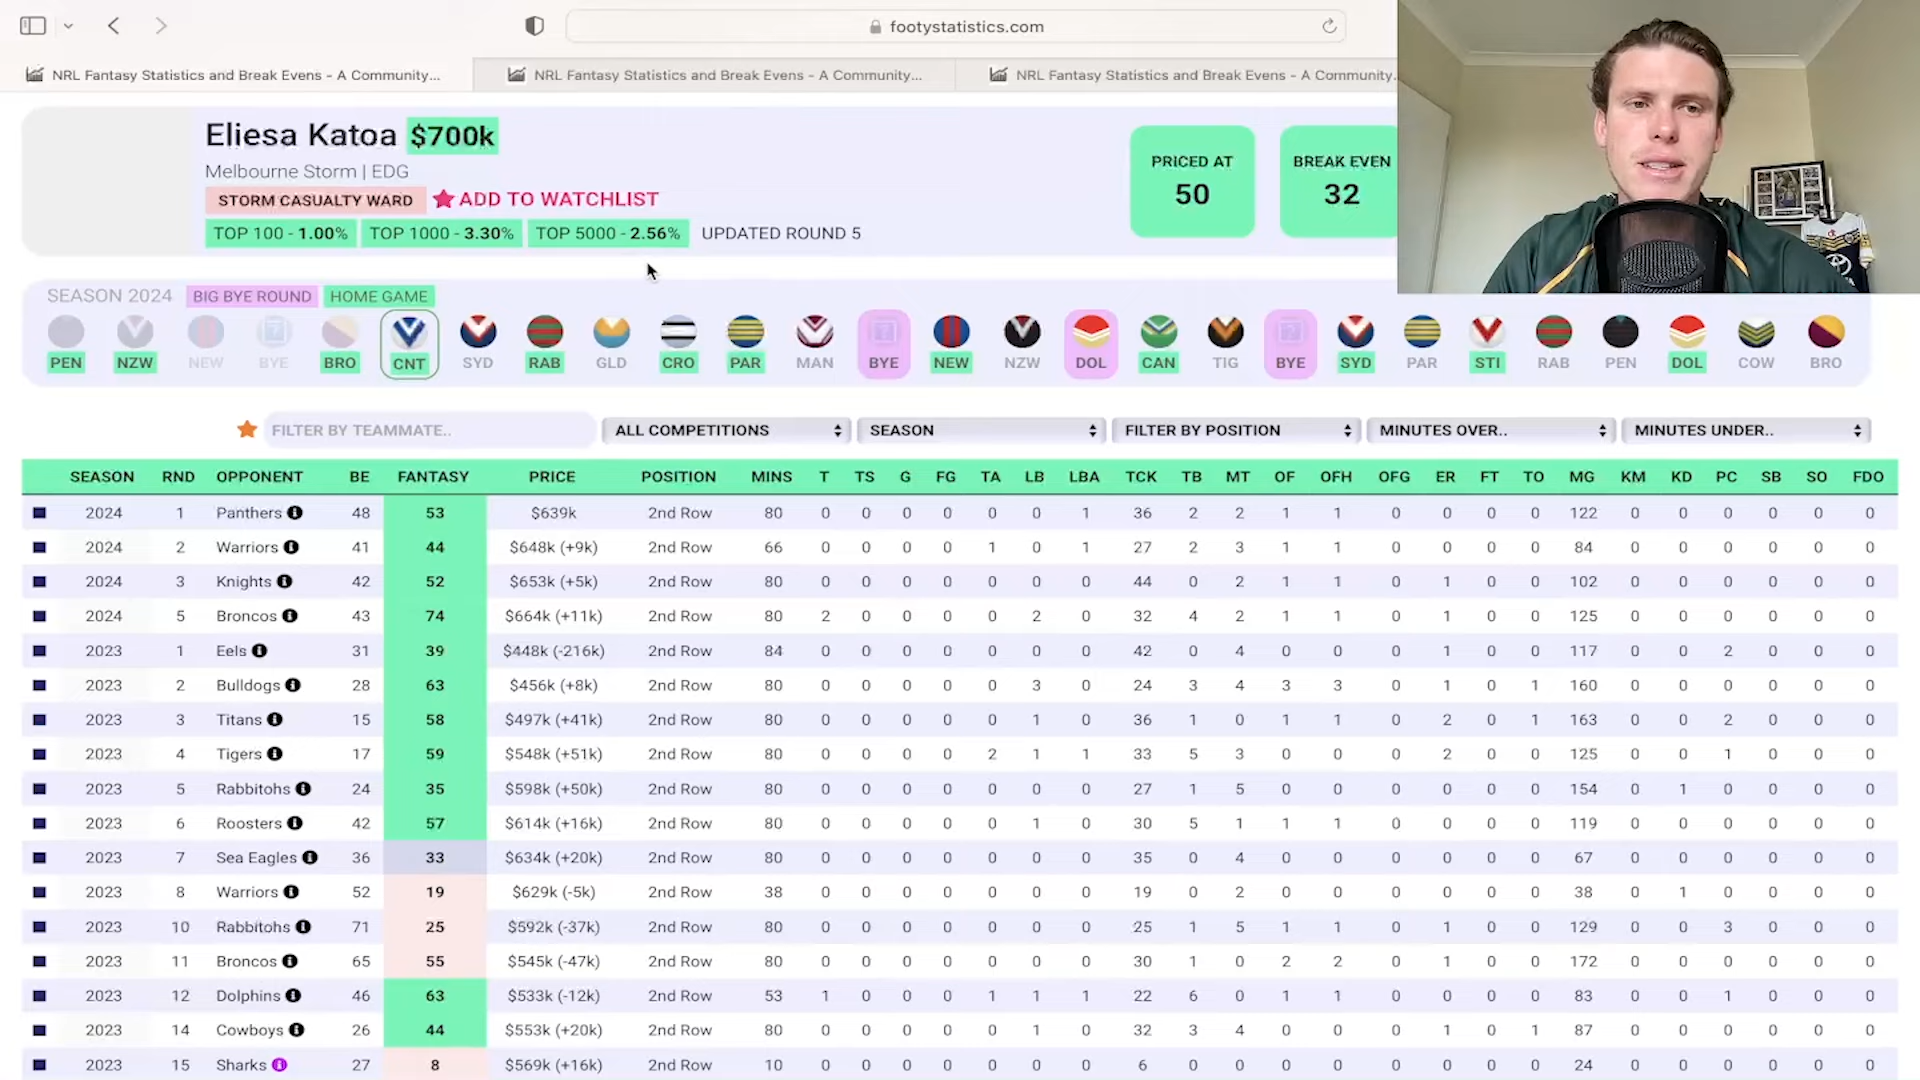 footystatistics.com
NRL Fantasy Statistics and Break Evens - A Community...
NRL Fantasy Statistics and Break Evens - A Community...
NRL Fantasy Statistics and Break Evens - A Community...
Eliesa Katoa $700k
Melbourne Storm | EDG
STORM CASUALTY WARD ADD TO WATCHLIST
TOP 100 - 1.00% TOP 1000 - 3.30% TOP 5000 - 2.56% UPDATED ROUND 5
PRICED AT
50
BREAK EVEN
32
SEASON 2024 BIG BYE ROUND HOME GAME
PEN NZW NEW BYE BRO CNT SYD RAB GLD CRO PAR MAN BYE NEW NZW DOL CAN TIG BYE SYD PAR STI RAB PEN DOL COW BRO
FILTER BY TEAMMATE.. ALL COMPETITIONS SEASON FILTER BY POSITION MINUTES OVER.. MINUTES UNDER..
SEASON RND OPPONENT BE FANTASY PRICE POSITION MINS T TS G FG TA LB LBA TCK TB MT OF OFH OFG ER FT TO MG KM KD PC SB SO FDO
2024 1 Panthers 48 53 $639k 2nd Row 80 0 0 0 0 0 0 1 36 2 2 1 1 0 0 0 0 122 0 0 0 0 0 0
2024 2 Warriors 41 44 $648k (+9k) 2nd Row 66 0 0 0 0 1 0 1 27 2 3 1 1 0 0 0 0 84 0 0 0 0 0 0
2024 3 Knights 42 52 $653k (+5k) 2nd Row 80 0 0 0 0 0 0 0 44 0 2 1 1 0 1 0 0 102 0 0 0 0 0 0
2024 5 Broncos 43 74 $664k (+11k) 2nd Row 80 2 0 0 0 0 2 0 32 4 2 1 1 0 1 0 0 125 0 0 0 0 0 0
2023 1 Eels 31 39 $448k (-216k) 2nd Row 84 0 0 0 0 0 0 0 42 0 4 0 0 0 1 0 0 117 0 0 2 0 0 0
2023 2 Bulldogs 28 63 $456k (+8k) 2nd Row 80 0 0 0 0 0 3 0 24 3 4 3 3 0 1 0 1 160 0 0 0 0 0 0
2023 3 Titans 15 58 $497k (+41k) 2nd Row 80 0 0 0 0 0 1 0 36 1 0 1 1 0 2 0 1 163 0 0 2 0 0 0
2023 4 Tigers 17 59 $548k (+51k) 2nd Row 80 0 0 0 0 2 1 1 33 5 3 0 0 0 2 0 0 125 0 0 1 0 0 0
2023 5 Rabbitohs 24 35 $598k (+50k) 2nd Row 80 0 0 0 0 0 0 0 27 1 5 0 0 0 0 0 0 154 0 1 0 0 0 0
2023 6 Roosters 42 57 $614k (+16k) 2nd Row 80 0 0 0 0 0 1 0 30 5 1 1 1 0 0 0 0 119 0 0 0 0 0 0
2023 7 Sea Eagles 36 33 $634k (+20k) 2nd Row 80 0 0 0 0 0 0 0 35 0 4 0 0 0 0 0 0 67 0 0 0 0 0 0
2023 8 Warriors 52 19 $629k (-5k) 2nd Row 38 0 0 0 0 0 0 0 19 0 2 0 0 0 0 0 0 38 0 1 0 0 0 0
2023 10 Rabbitohs 71 25 $592k (-37k) 2nd Row 80 0 0 0 0 0 0 0 25 1 5 1 1 0 1 0 0 129 0 0 3 0 0 0
2023 11 Broncos 65 55 $545k (-47k) 2nd Row 80 0 0 0 0 0 0 0 30 1 0 2 2 0 1 0 0 172 0 0 0 0 0 0
2023 12 Dolphins 46 63 $533k (-12k) 2nd Row 53 1 0 0 0 1 1 1 22 6 0 1 1 0 0 0 0 83 0 0 1 0 0 0
2023 14 Cowboys 26 44 $553k (+20k) 2nd Row 80 0 0 0 0 0 1 0 32 3 4 0 0 0 1 0 1 87 0 0 0 0 0 0
2023 15 Sharks 27 8 $569k (+16k) 2nd Row 10 0 0 0 0 0 0 0 6 0 0 0 0 0 0 0 0 24 0 0 0 0 0 0